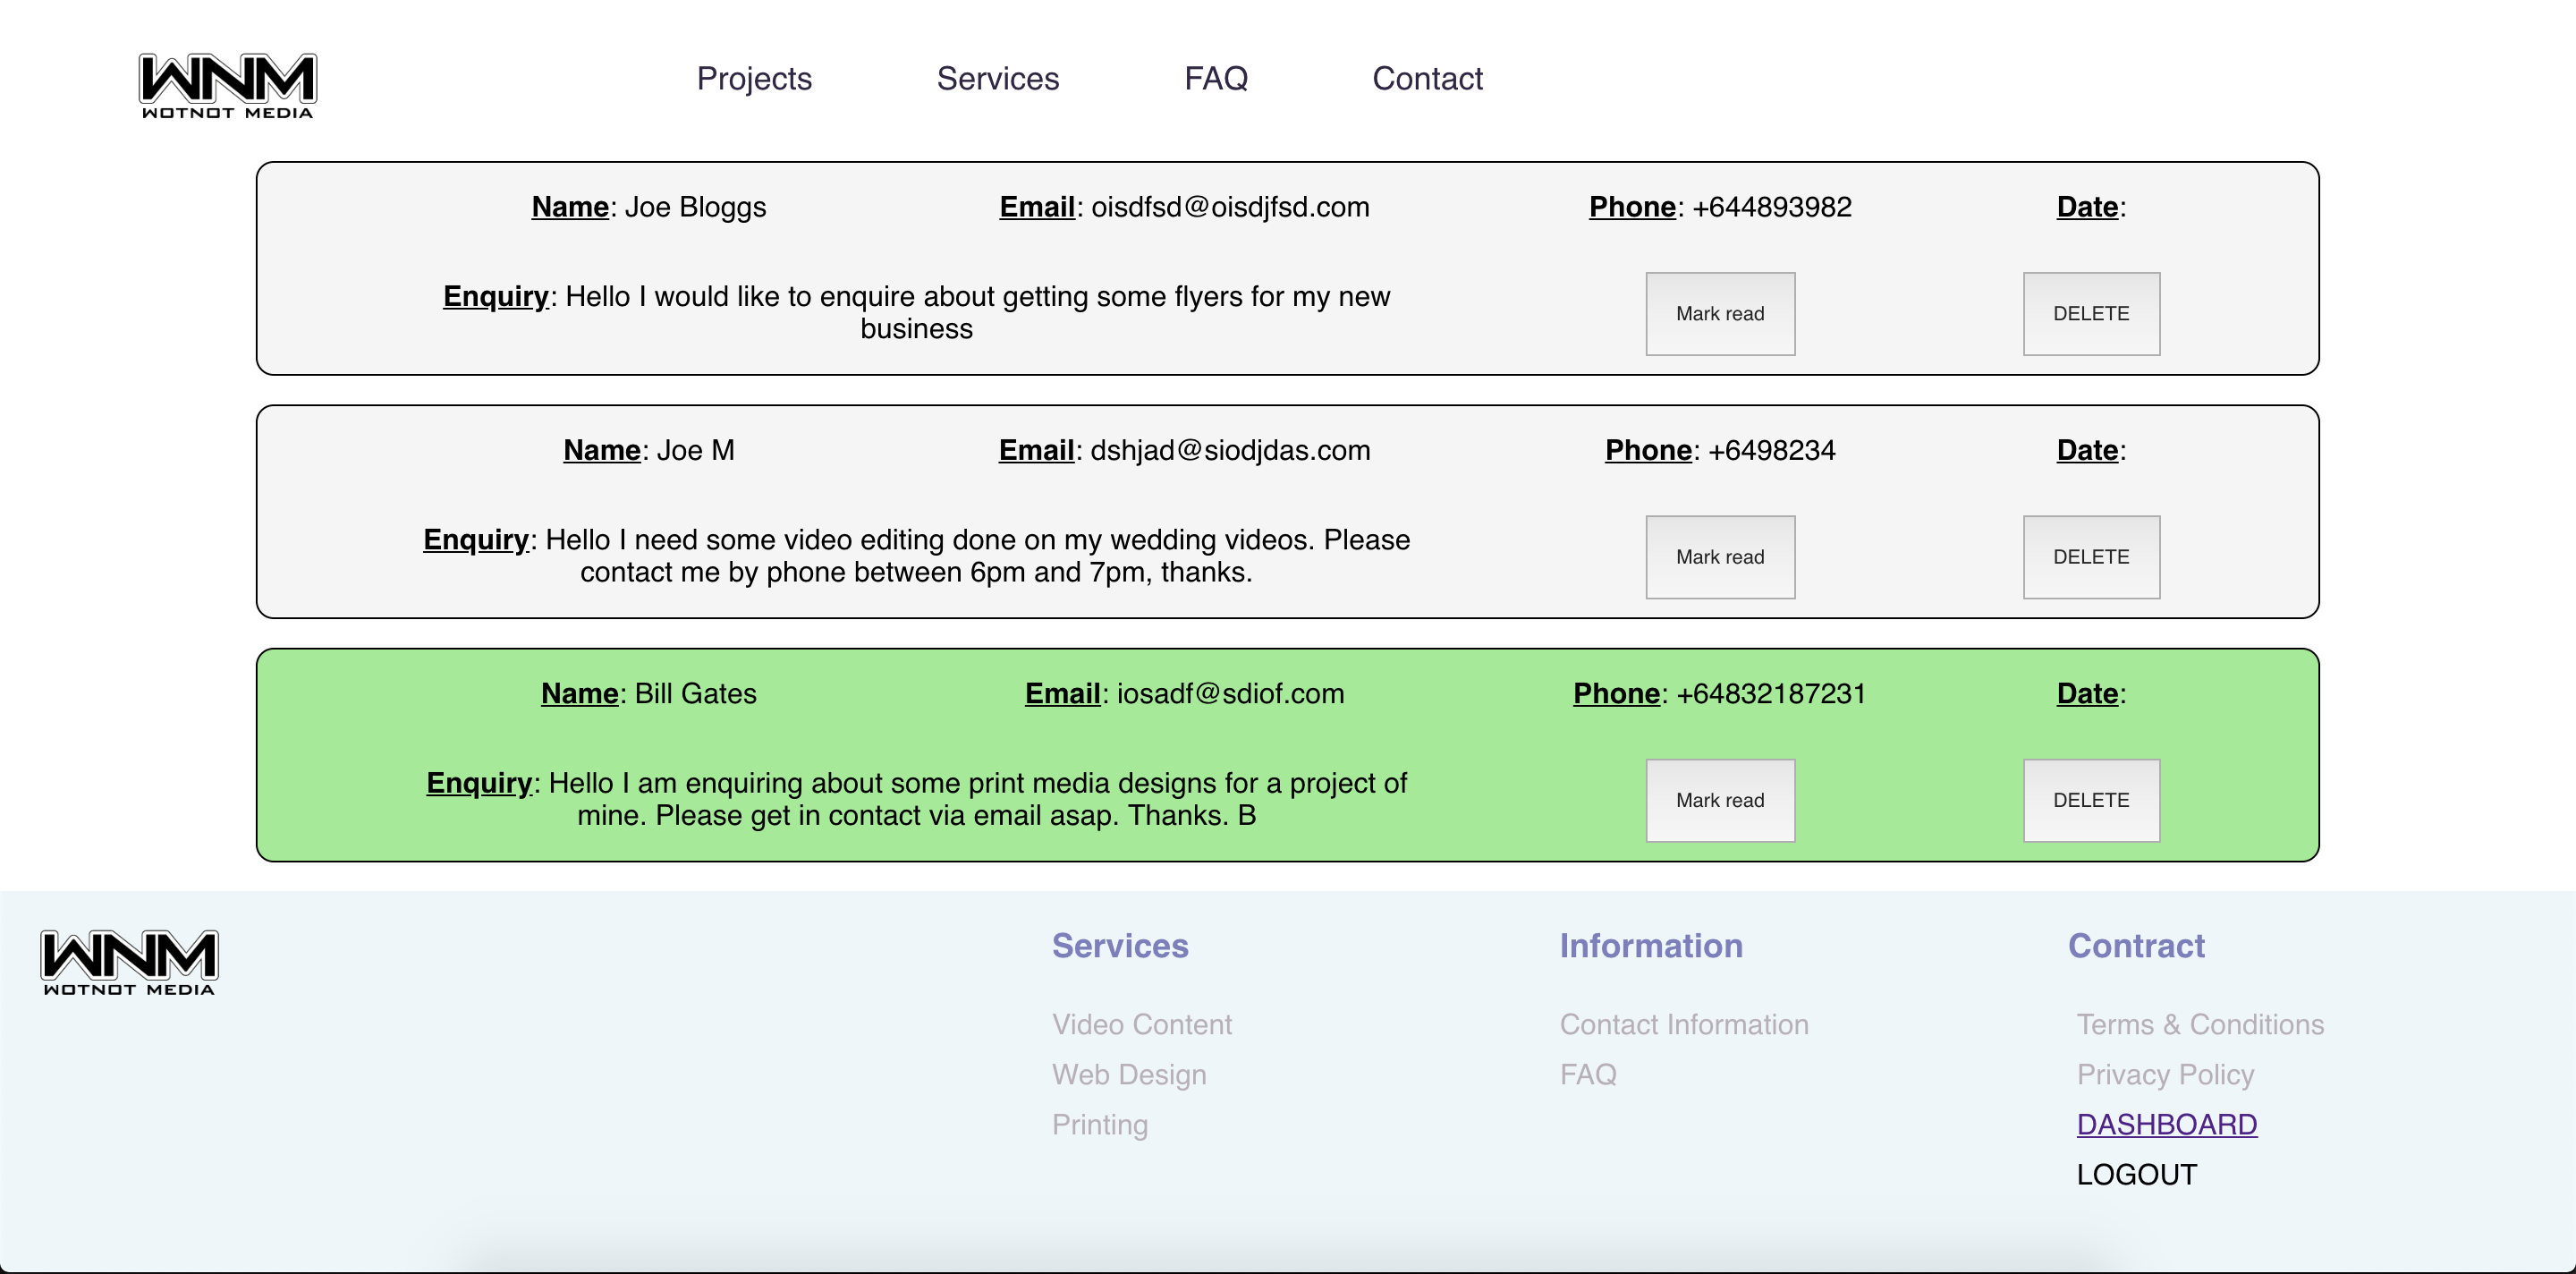 WNM
WOTNOT MEDIA
Projects Services FAQ Contact
Name: Joe Bloggs Email: oisdfsd@oisdjfsd.com Phone: +644893982 Date:
Enquiry: Hello I would like to enquire about getting some flyers for my new
business
Mark read DELETE
Name: Joe M Email: dshjad@siodjdas.com Phone: +6498234 Date:
Enquiry: Hello I need some video editing done on my wedding videos. Please
contact me by phone between 6pm and 7pm, thanks.
Mark read DELETE
Name: Bill Gates Email: iosadf@sdiof.com Phone: +64832187231 Date:
Enquiry: Hello I am enquiring about some print media designs for a project of
mine. Please get in contact via email asap. Thanks. B
Mark read DELETE
WNM
WOTNOT MEDIA
Services
Video Content
Web Design
Printing
Information
Contact Information
FAQ
Contract
Terms & Conditions
Privacy Policy
DASHBOARD
LOGOUT